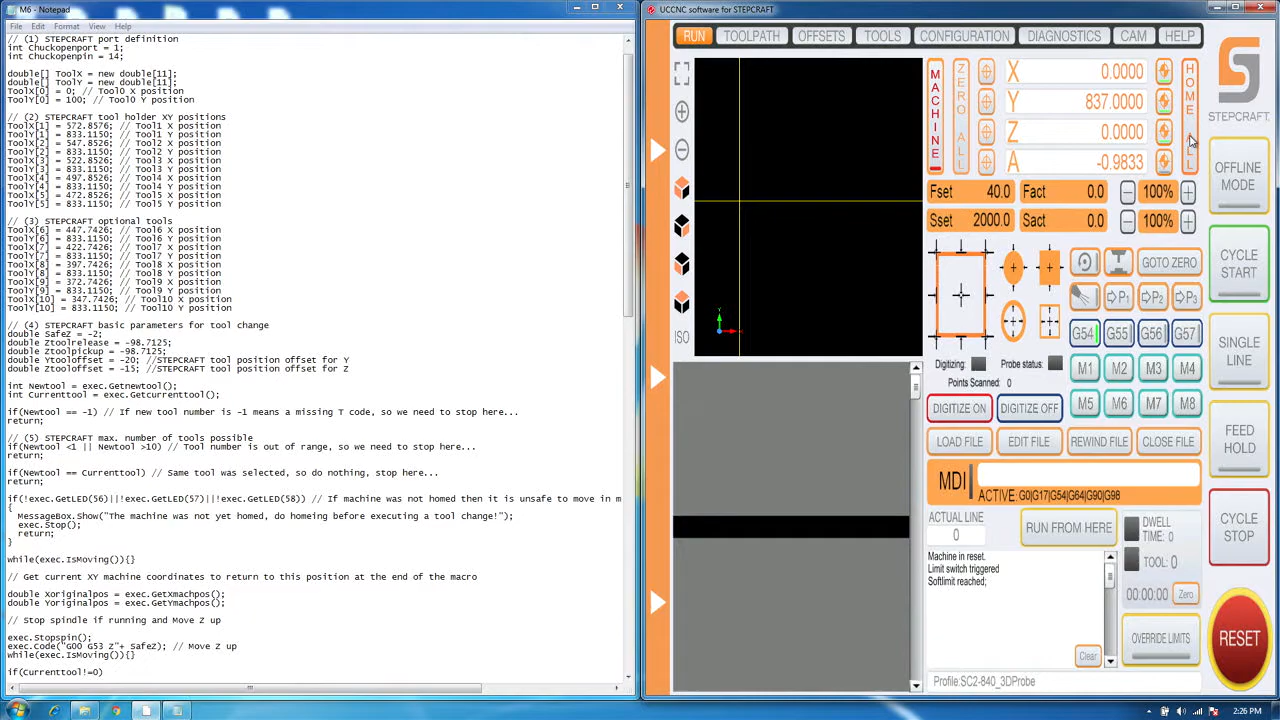 M6 - Notepad
File Edit Format View Help
// (1) STEPCRAFT port definition
int Chuckopenport = 1;
int Chuckopenpin = 14;
double[] ToolX = new double[11];
double[] ToolY = new double[11];
ToolX[0] = 0; // Tool0 X position
ToolY[0] = 100; // Tool0 Y position
// (2) STEPCRAFT tool holder XY positions
ToolX[1] = 572.8576; // Tool1 X position
ToolY[1] = 833.1150; // Tool1 Y position
ToolX[2] = 547.8526; // Tool2 X position
ToolY[2] = 833.1150; // Tool2 Y position
ToolX[3] = 522.8526; // Tool3 X position
ToolY[3] = 833.1150; // Tool3 Y position
ToolX[4] = 497.8526; // Tool4 X position
ToolY[4] = 833.1150; // Tool4 Y position
ToolX[5] = 472.8526; // Tool5 X position
ToolY[5] = 833.1150; // Tool5 Y position
// (3) STEPCRAFT optional tools
ToolX[6] = 447.7426; // Tool6 X position
ToolY[6] = 833.1150; // Tool6 Y position
ToolX[7] = 422.7426; // Tool7 X position
ToolY[7] = 833.1150; // Tool7 Y position
ToolX[8] = 397.7426; // Tool8 X position
ToolY[8] = 833.1150; // Tool8 Y position
ToolX[9] = 372.7426; // Tool9 X position
ToolY[9] = 833.1150; // Tool9 Y position
ToolX[10] = 347.7426; // Tool10 X position
ToolY[10] = 833.1150; // Tool10 Y position
// (4) STEPCRAFT basic parameters for tool change
double SafeZ = -2;
double Ztoolrelease = -98.7125;
double Ztoolpickup = -98.7125;
double Ztooloffset = -20; //STEPCRAFT tool position offset for Y
double Ztooloffset = -15; //STEPCRAFT tool position offset for Z
int Newtool = exec.Getnewtool();
int Currenttool = exec.Getcurrenttool();
if(Newtool == -1) // If new tool number is -1 means a missing T code, so we need to stop here...
return;
// (5) STEPCRAFT max. number of tools possible
if(Newtool <1 || Newtool >10) // Tool number is out of range, so we need to stop here...
return;
if(Newtool == Currenttool) // Same tool was selected, so do nothing, stop here...
return;
if(!exec.GetLED(56)||!exec.GetLED(57)||!exec.GetLED(58)) // If machine was not homed then it is unsafe to move in m
{
MessageBox.Show("The machine was not yet homed, do homeing before executing a tool change!");
exec.Stop();
return;
}
while(exec.IsMoving()){}
// Get current XY machine coordinates to return to this position at the end of the macro
double Xoriginalpos = exec.GetXmachpos();
double Yoriginalpos = exec.GetYmachpos();
// Stop spindle if running and Move Z up
exec.Stopspin();
exec.Code("G00 G53 Z"+ SafeZ); // Move Z up
while(exec.IsMoving()){}
if(Currenttool!=0)
UCCNC software for STEPCRAFT
RUN TOOLPATH OFFSETS TOOLS CONFIGURATION DIAGNOSTICS CAM HELP
MACHINE
ZERO ALL
X 0.0000
Y 837.0000
Z 0.0000
A -0.9833
HOME ALL
Fset 40.0 Fact 0.0 100%
Sset 2000.0 Sact 0.0 100%
GOTO ZERO
P1 P2 P3
G54 G55 G56 G57
Digitizing: Probe status:
Points Scanned: 0
M1 M2 M3 M4
M5 M6 M7 M8
DIGITIZE ON DIGITIZE OFF
LOAD FILE EDIT FILE REWIND FILE CLOSE FILE
MDI
ACTIVE: G0|G17|G54|G64|G90|G98
ACTUAL LINE
0
RUN FROM HERE
DWELL
TIME: 0
TOOL: 0
00:00:00 Zero
Machine in reset.
Limit switch triggered
Softlimit reached;
Clear
OVERRIDE LIMITS
Profile:SC2-840_3DProbe
ISO
Y
STEPCRAFT
OFFLINE
MODE
CYCLE
START
SINGLE
LINE
FEED
HOLD
CYCLE
STOP
RESET
2:26 PM